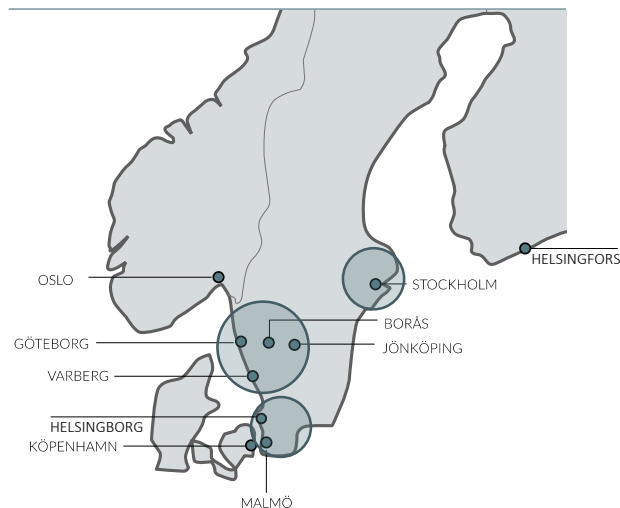 HELSINGFORS
OSLO
STOCKHOLM
BORÅS
GÖTEBORG
JÖNKÖPING
VARBERG
HELSINGBORG
KÖPENHAMN
MALMÖ